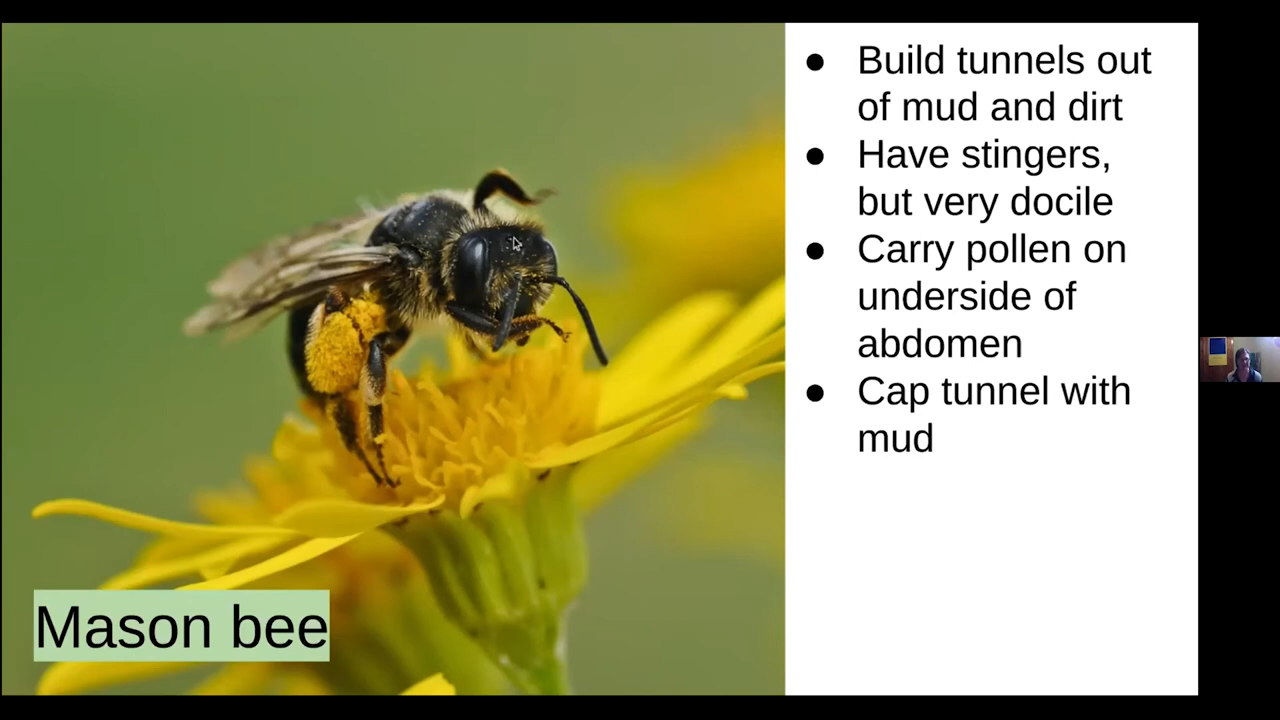 ● Build tunnels out
of mud and dirt
● Have stingers,
but very docile
● Carry pollen on
underside of
abdomen
● Cap tunnel with
mud
Mason bee